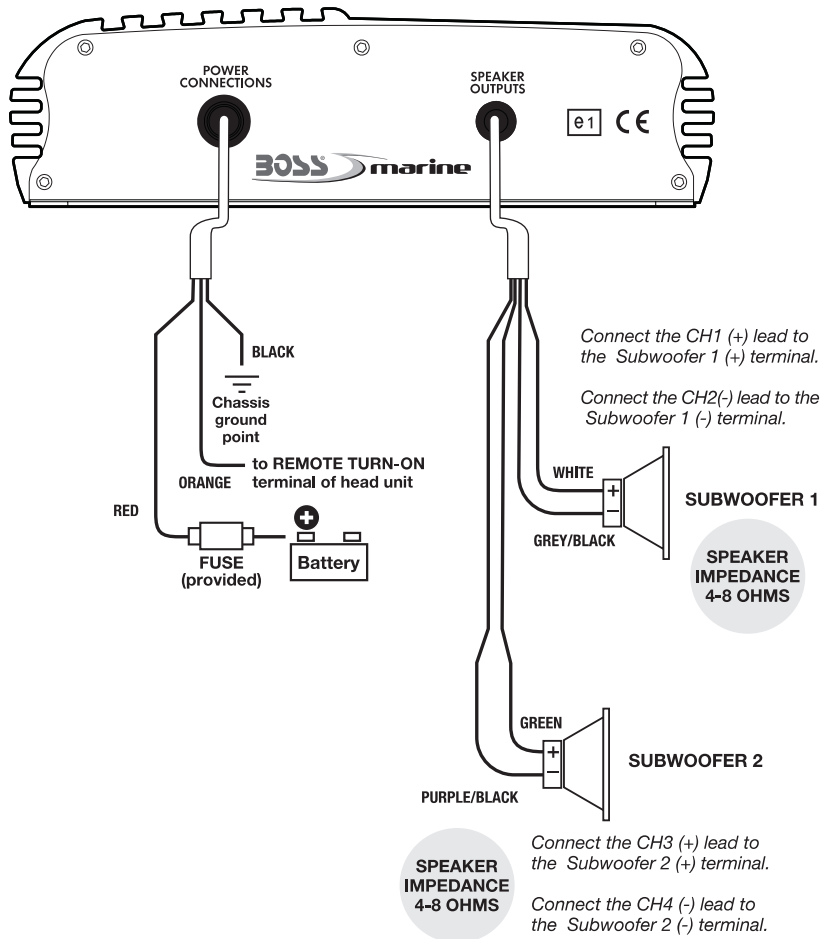 POWER
CONNECTIONS
SPEAKER
OUTPUTS
e1 CE
BOSS marine
BLACK
Chassis
ground
point
to REMOTE TURN-ON
terminal of head unit
ORANGE
RED
FUSE
(provided)
+
Battery
Connect the CH1 (+) lead to
the Subwoofer 1 (+) terminal.
Connect the CH2(-) lead to the
Subwoofer 1 (-) terminal.
WHITE
+
−
GREY/BLACK
SUBWOOFER 1
SPEAKER
IMPEDANCE
4-8 OHMS
GREEN
+
−
PURPLE/BLACK
SUBWOOFER 2
SPEAKER
IMPEDANCE
4-8 OHMS
Connect the CH3 (+) lead to
the Subwoofer 2 (+) terminal.
Connect the CH4 (-) lead to
the Subwoofer 2 (-) terminal.